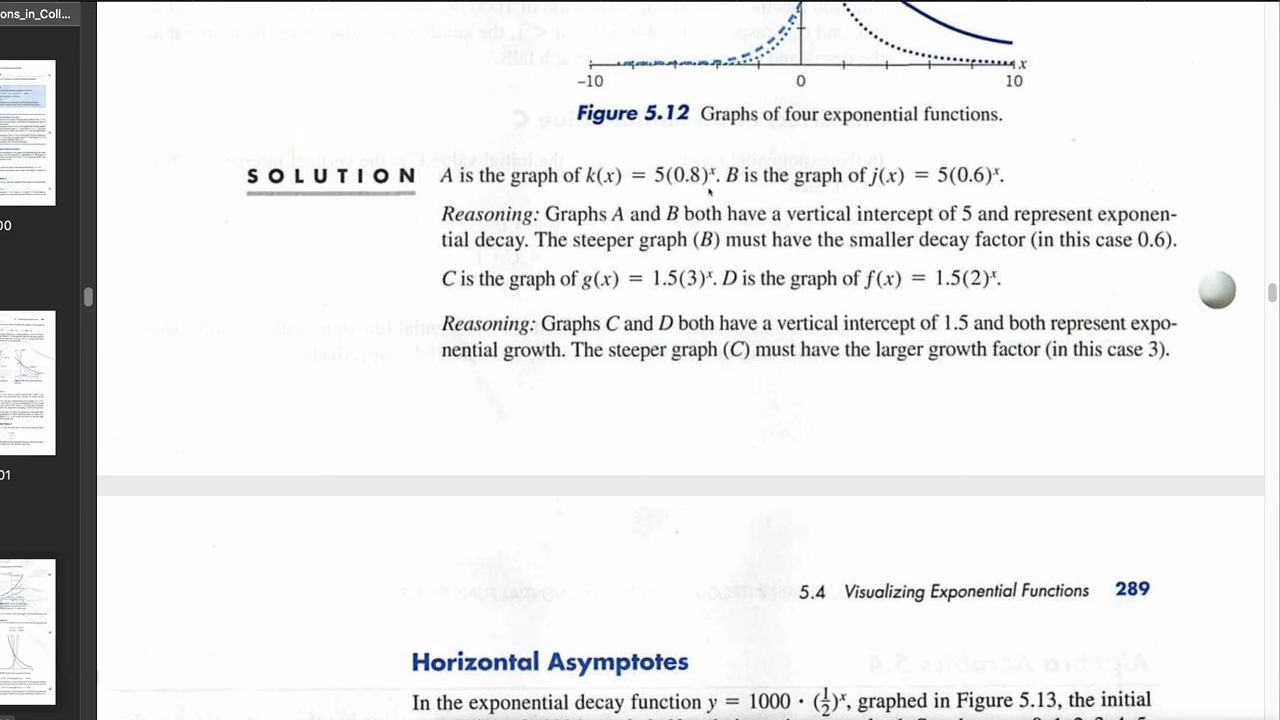 ons_in_Coll...
00
01
-10
0
10
x
Figure 5.12 Graphs of four exponential functions.
SOLUTION
A is the graph of k(x) = 5(0.8)ˣ. B is the graph of j(x) = 5(0.6)ˣ.
Reasoning: Graphs A and B both have a vertical intercept of 5 and represent exponen-
tial decay. The steeper graph (B) must have the smaller decay factor (in this case 0.6).
C is the graph of g(x) = 1.5(3)ˣ. D is the graph of f(x) = 1.5(2)ˣ.
Reasoning: Graphs C and D both have a vertical intercept of 1.5 and both represent expo-
nential growth. The steeper graph (C) must have the larger growth factor (in this case 3).
5.4 Visualizing Exponential Functions 289
Horizontal Asymptotes
In the exponential decay function y = 1000 · (½)ˣ, graphed in Figure 5.13, the initial